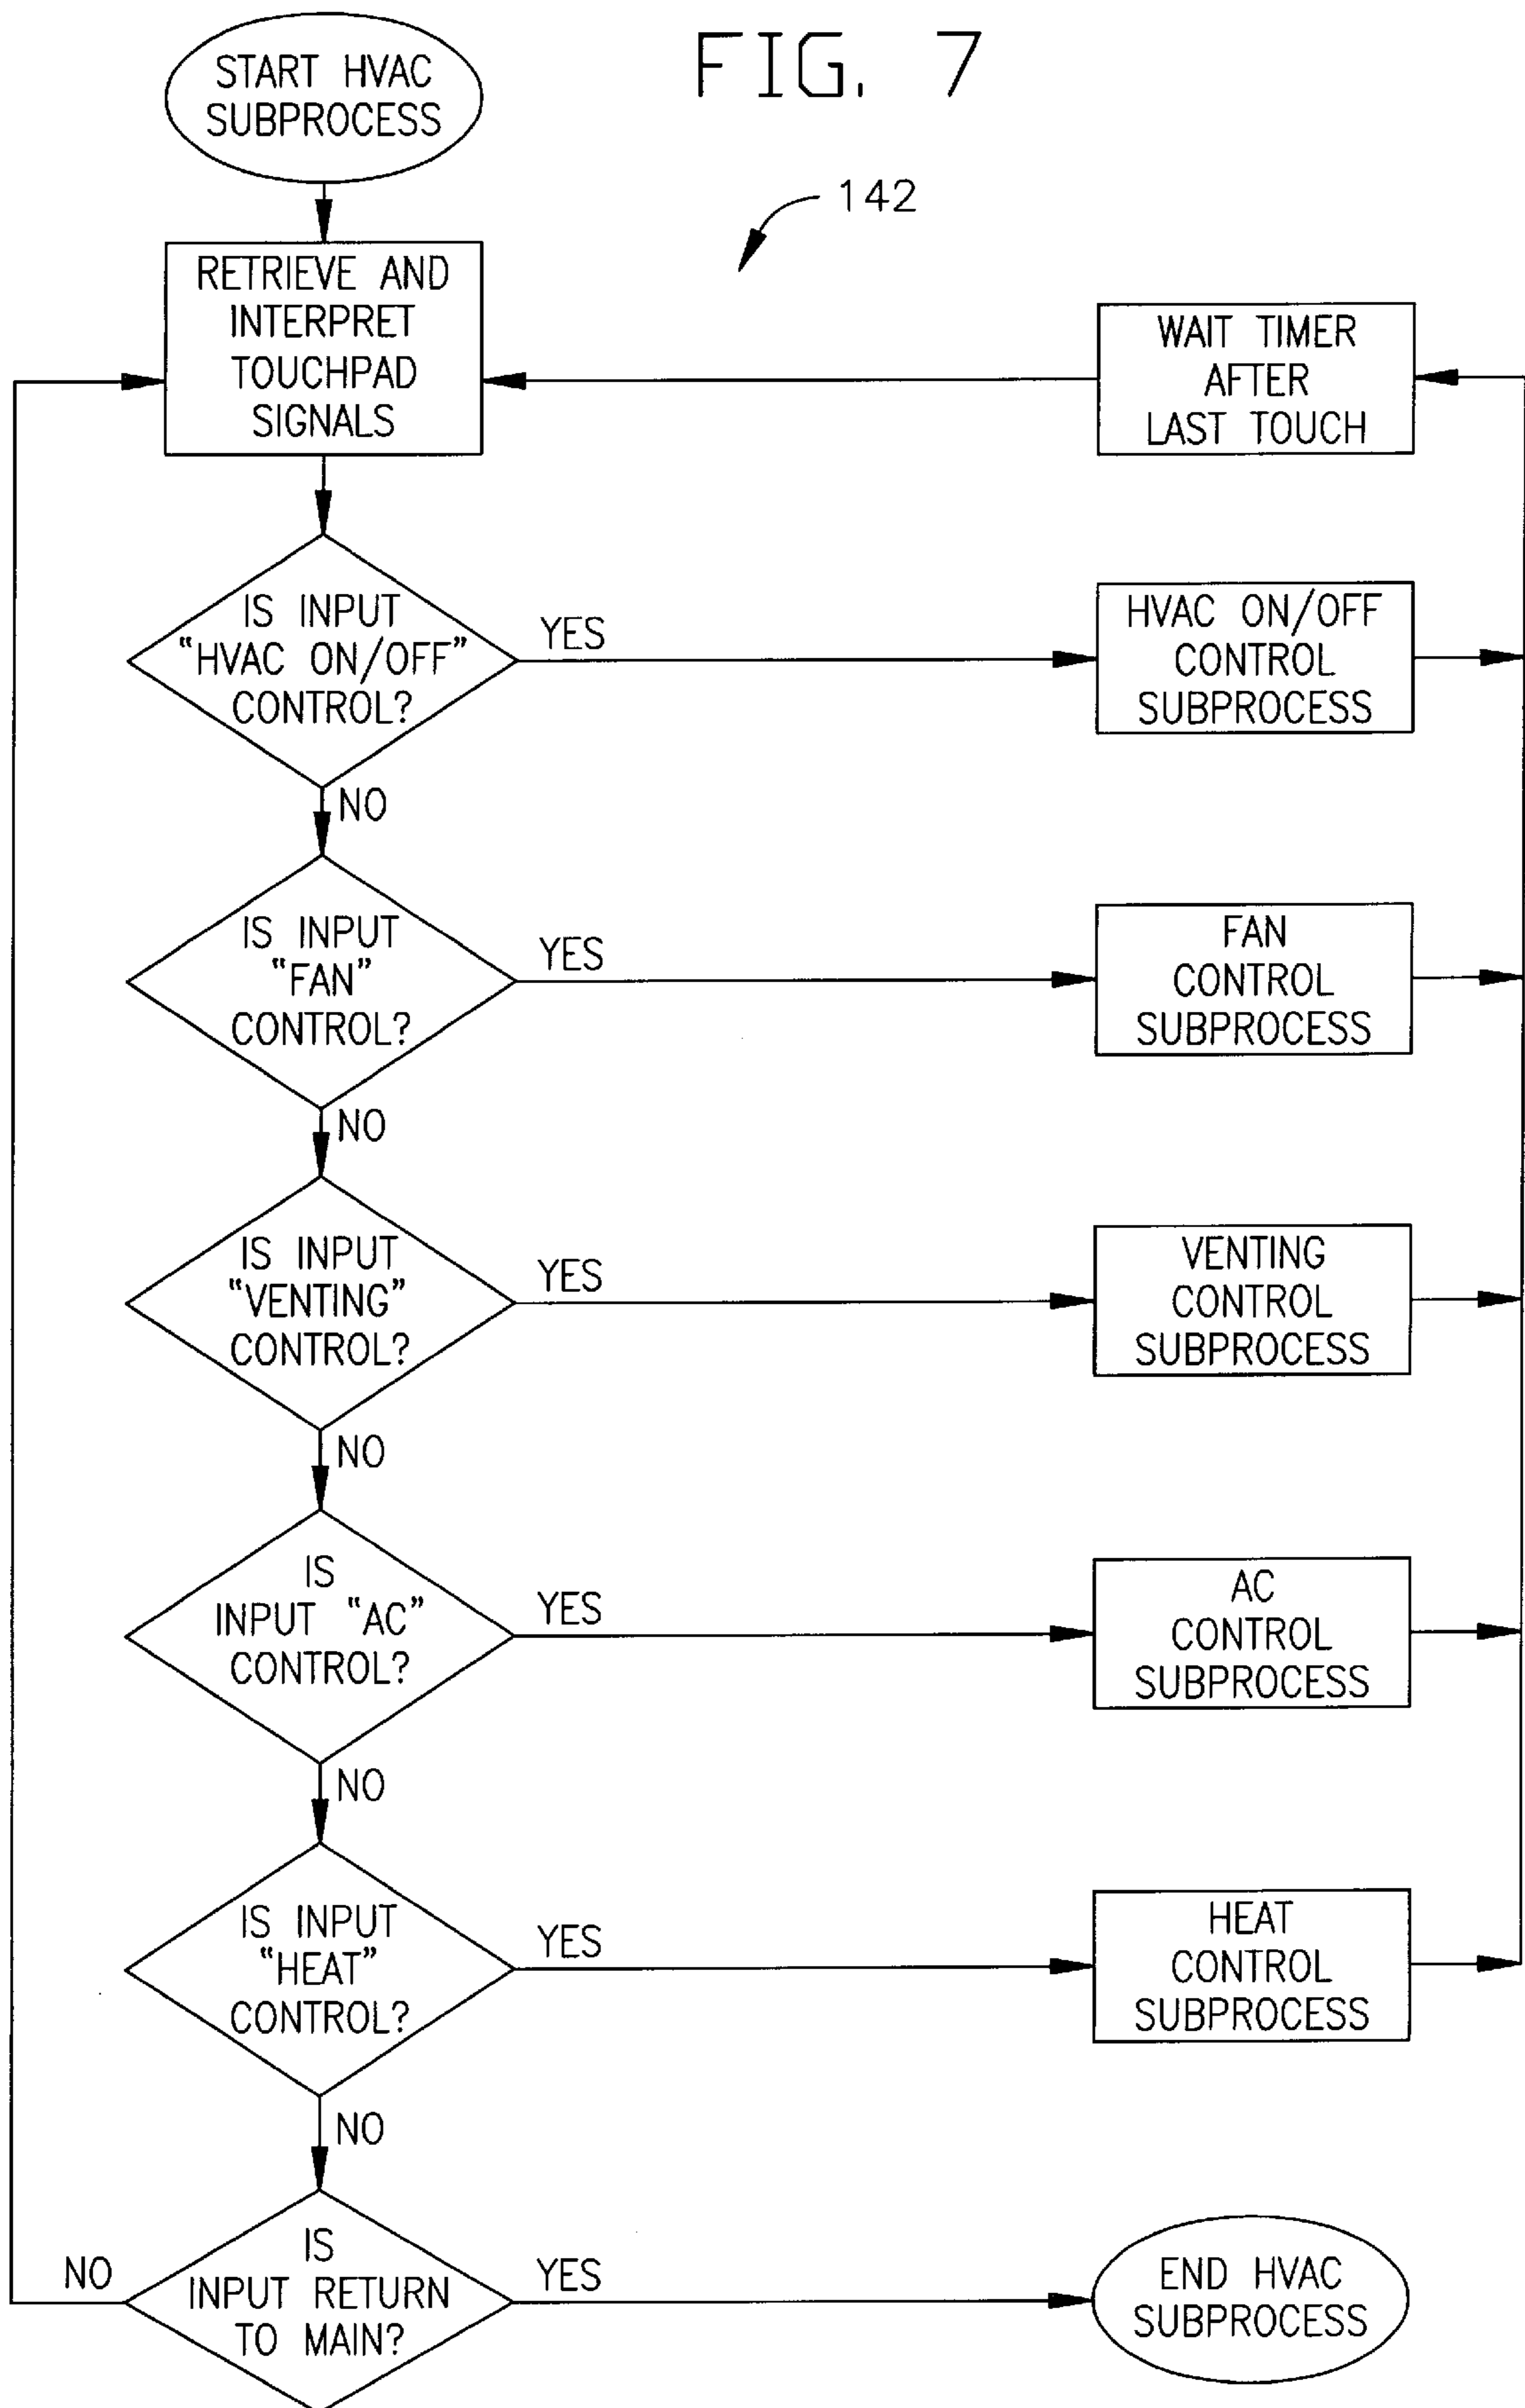 FIG. 7
START HVAC
SUBPROCESS
142
RETRIEVE AND
INTERPRET
TOUCHPAD
SIGNALS
WAIT TIMER
AFTER
LAST TOUCH
IS INPUT
"HVAC ON/OFF"
CONTROL?
YES
HVAC ON/OFF
CONTROL
SUBPROCESS
NO
IS INPUT
"FAN"
CONTROL?
YES
FAN
CONTROL
SUBPROCESS
NO
IS INPUT
"VENTING"
CONTROL?
YES
VENTING
CONTROL
SUBPROCESS
NO
IS
INPUT "AC"
CONTROL?
YES
AC
CONTROL
SUBPROCESS
NO
IS INPUT
"HEAT"
CONTROL?
YES
HEAT
CONTROL
SUBPROCESS
NO
IS
INPUT RETURN
TO MAIN?
NO
YES
END HVAC
SUBPROCESS